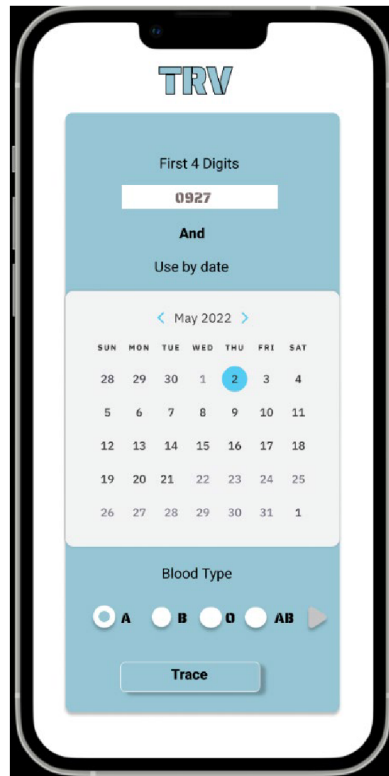 TRV
First 4 Digits
0927
And
Use by date
< May 2022 >
SUN MON TUE WED THU FRI SAT
28 29 30 1 2 3 4
5 6 7 8 9 10 11
12 13 14 15 16 17 18
19 20 21 22 23 24 25
26 27 28 29 30 31 1
Blood Type
A B O AB
Trace